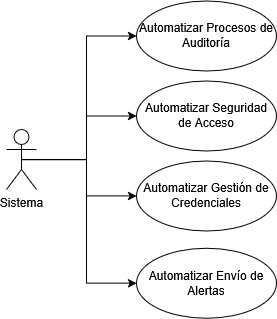 Automatizar Procesos de
Auditoría
Automatizar Seguridad
de Acceso
Sistema
Automatizar Gestión de
Credenciales
Automatizar Envío de
Alertas